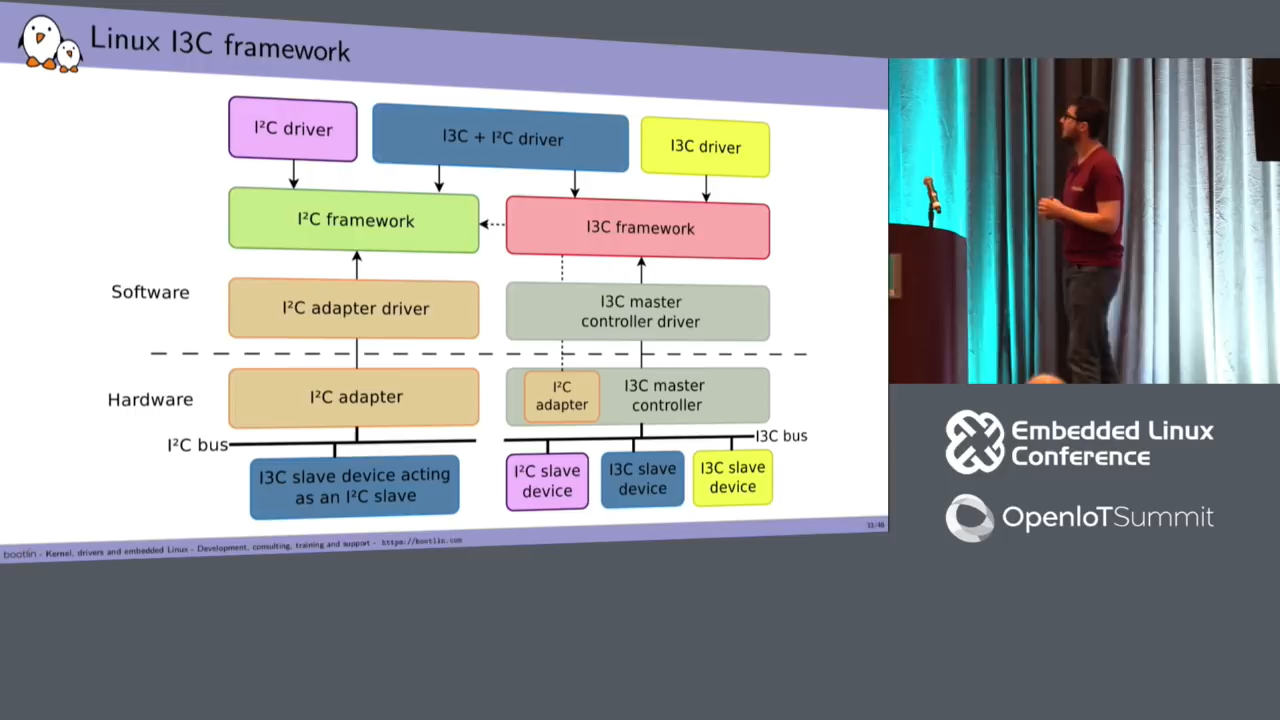 Linux I3C framework
I²C driver
I3C + I²C driver
I3C driver
I²C framework
I3C framework
Software
I²C adapter driver
I3C master
controller driver
Hardware
I²C adapter
I²C
adapter
I3C master
controller
I²C bus
I3C bus
I3C slave device acting
as an I²C slave
I²C slave
device
I3C slave
device
I3C slave
device
bootlin - Kernel, drivers and embedded Linux - Development, consulting, training and support - https://bootlin.com
Embedded Linux
Conference
OpenIoTSummit